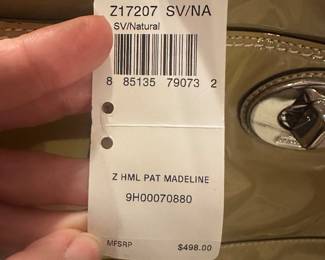 Z17207 SV/NA
SV/Natural
8 85135 79073 2
Z HML PAT MADELINE
9H00070880
MFSRP $498.00